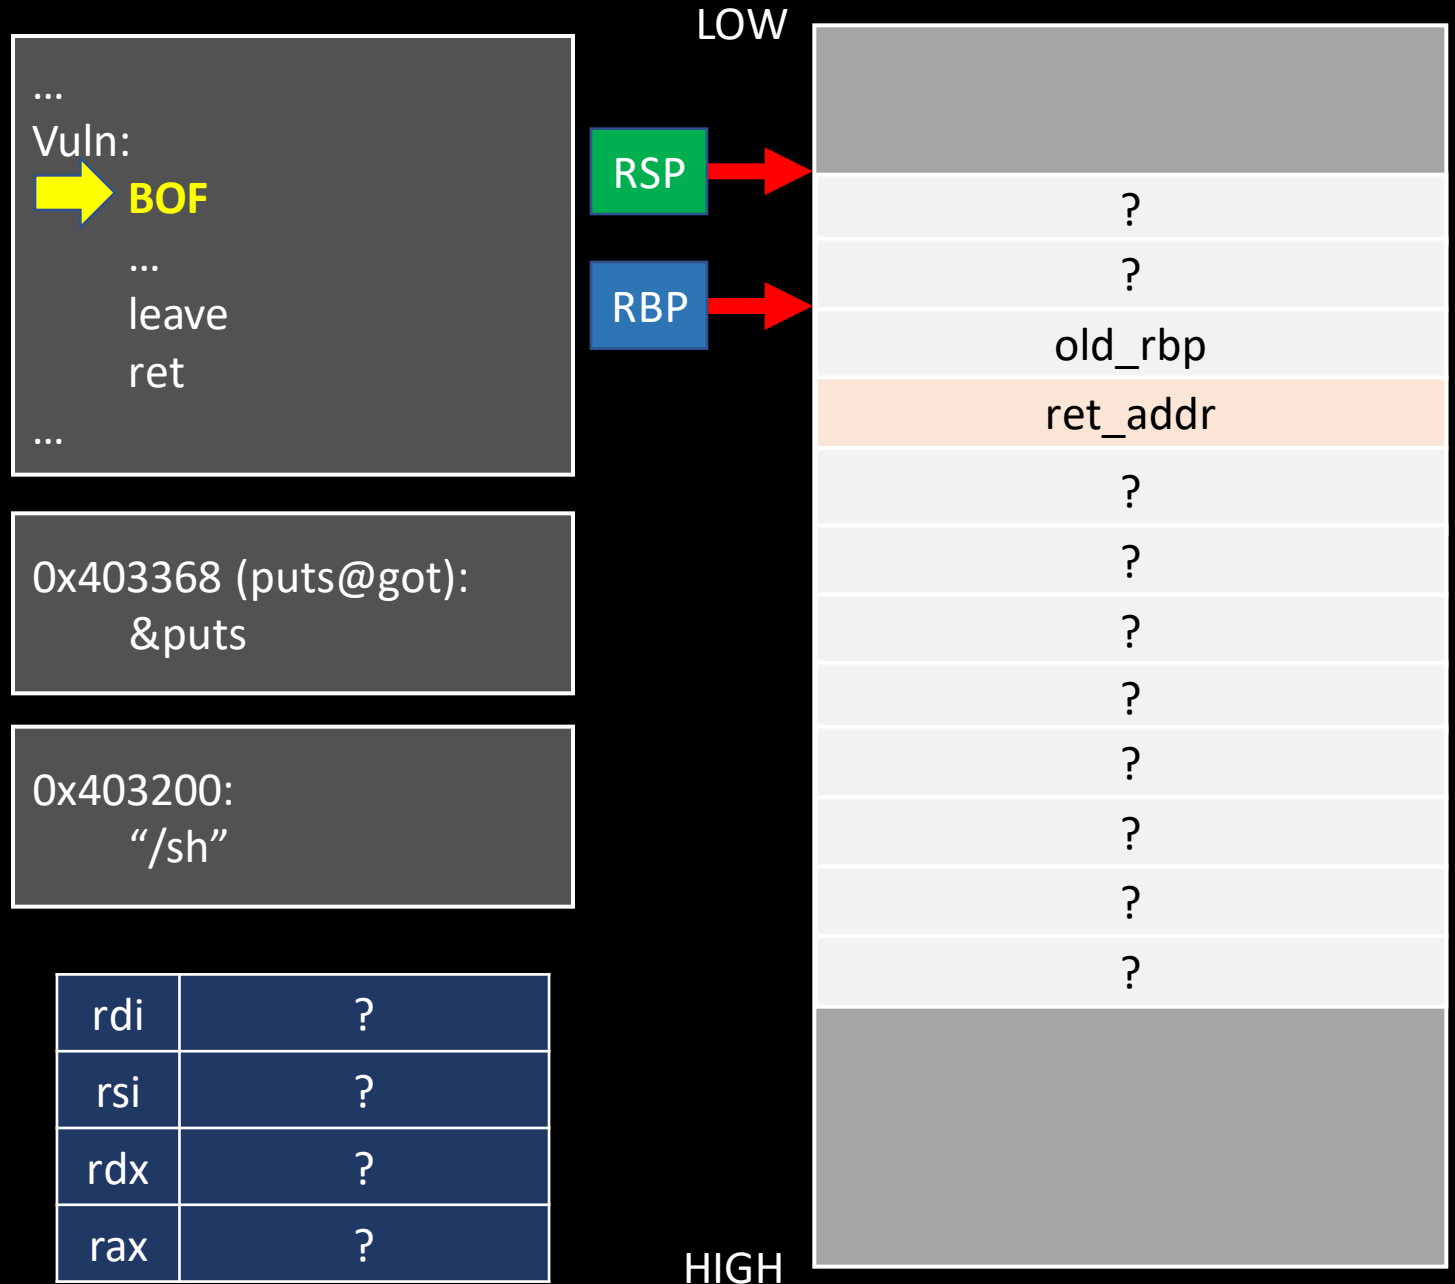 LOW
…
Vuln:
BOF
…
leave
ret
…
0x403368 (puts@got):
&puts
0x403200:
“/sh”
rdi ?
rsi ?
rdx ?
rax ?
RSP
RBP
?
?
old_rbp
ret_addr
?
?
?
?
?
?
?
?
HIGH